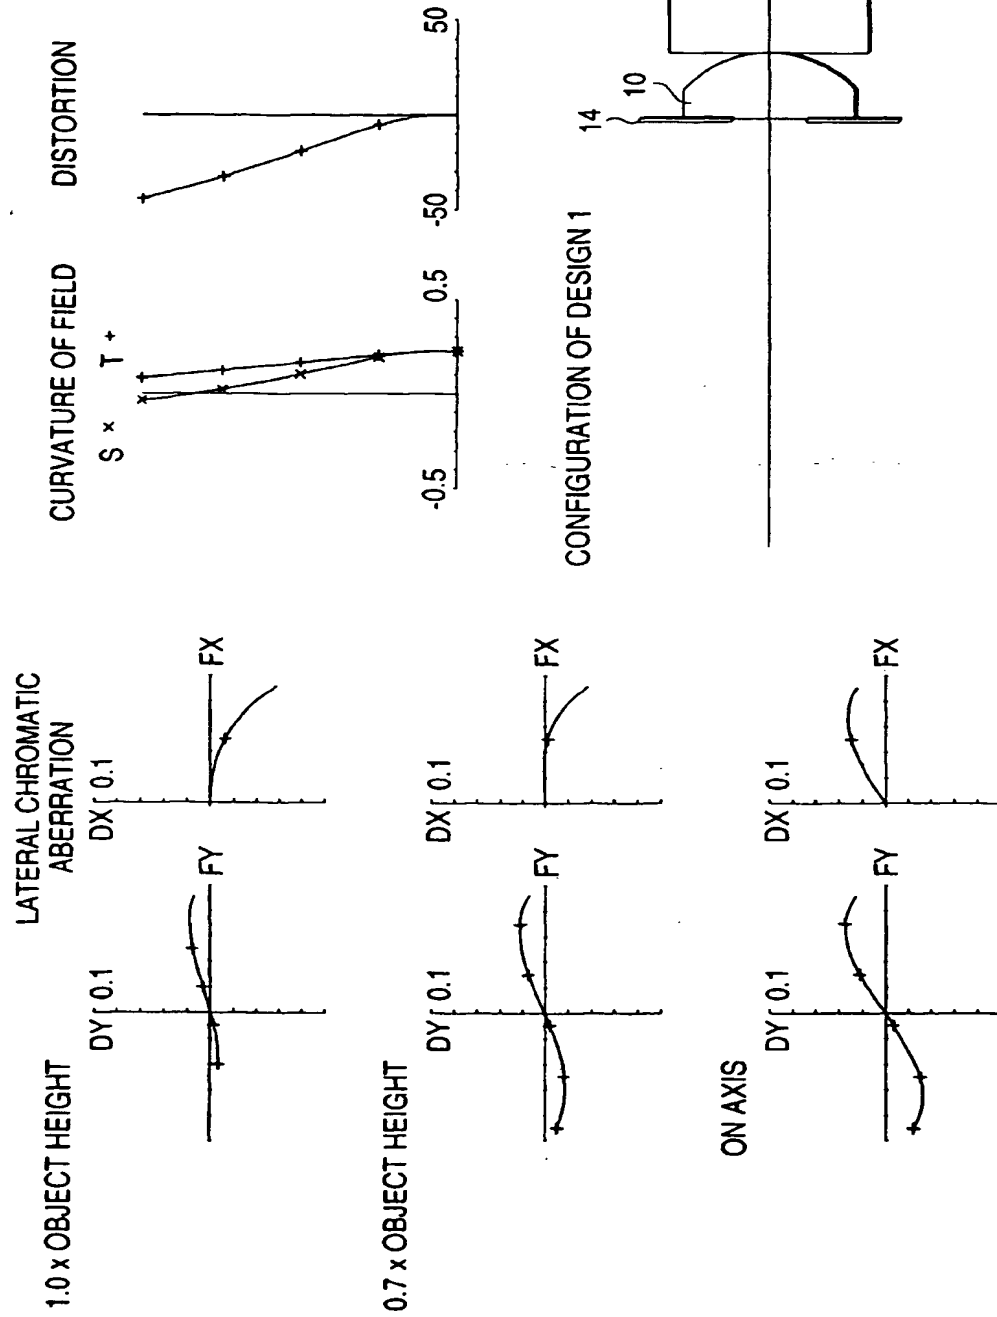 LATERAL CHROMATIC
ABERRATION
1.0 x OBJECT HEIGHT
DY 0.1
FY
DX 0.1
FX
0.7 x OBJECT HEIGHT
DY 0.1
FY
DX 0.1
FX
ON AXIS
DY 0.1
FY
DX 0.1
FX
CURVATURE OF FIELD
S × T +
-0.5 0.5
DISTORTION
-50 50
CONFIGURATION OF DESIGN 1
14
10